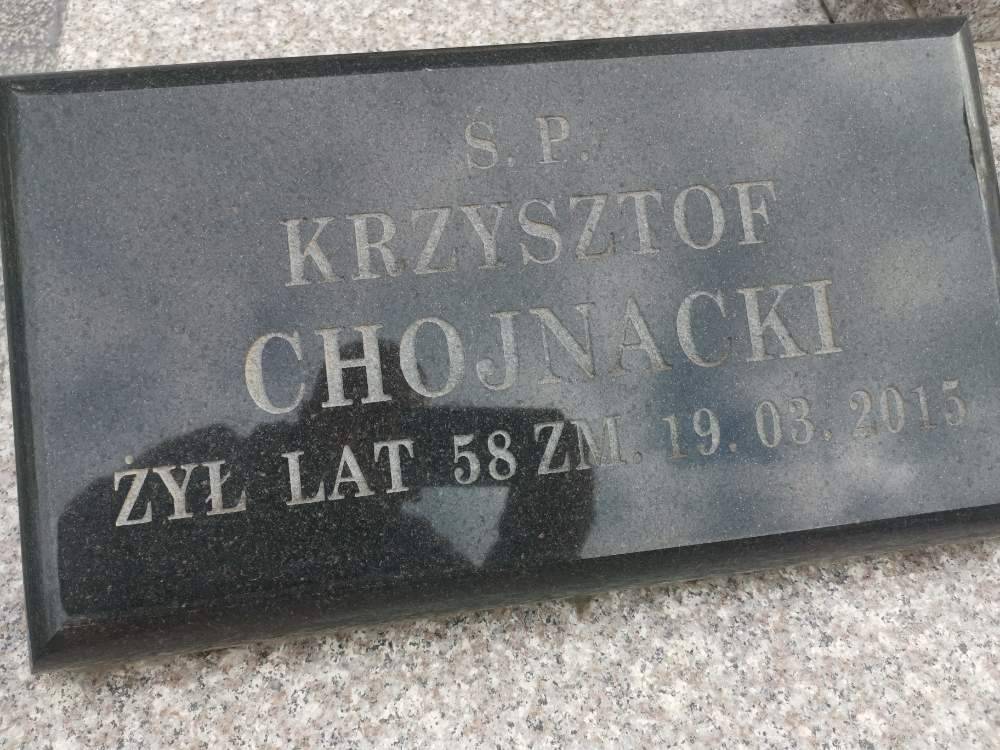 Ś. P.
KRZYSZTOF
CHOJNACKI
ŻYŁ LAT 58 ZM. 19. 03. 2015